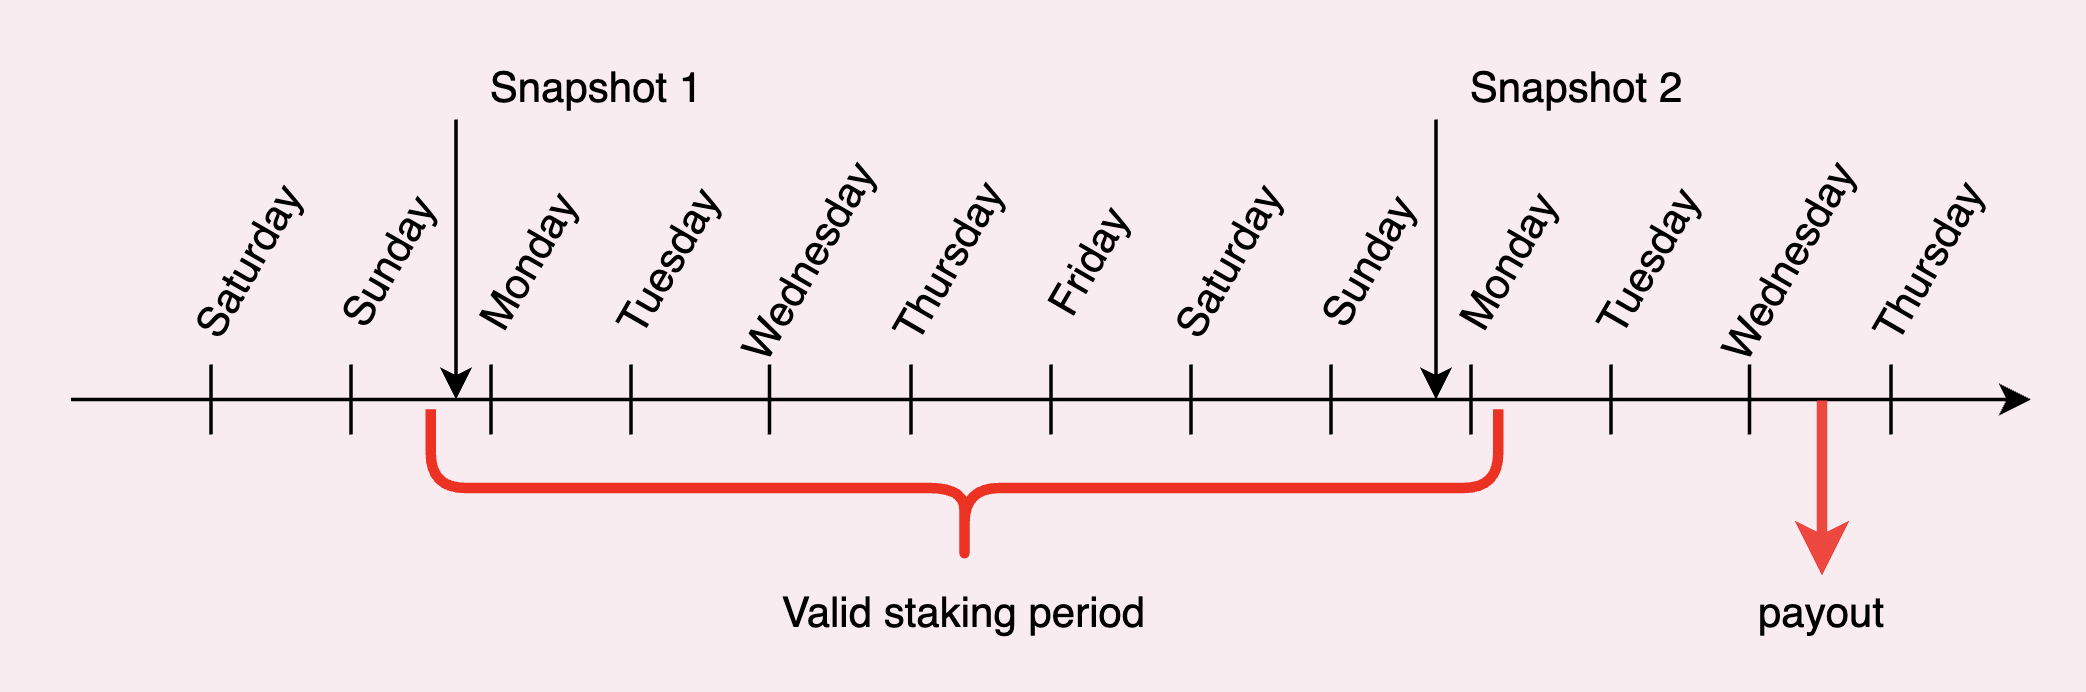 Snapshot 1
Snapshot 2
Saturday
Sunday
Monday
Tuesday
Wednesday
Thursday
Friday
Saturday
Sunday
Monday
Tuesday
Wednesday
Thursday
Valid staking period
payout